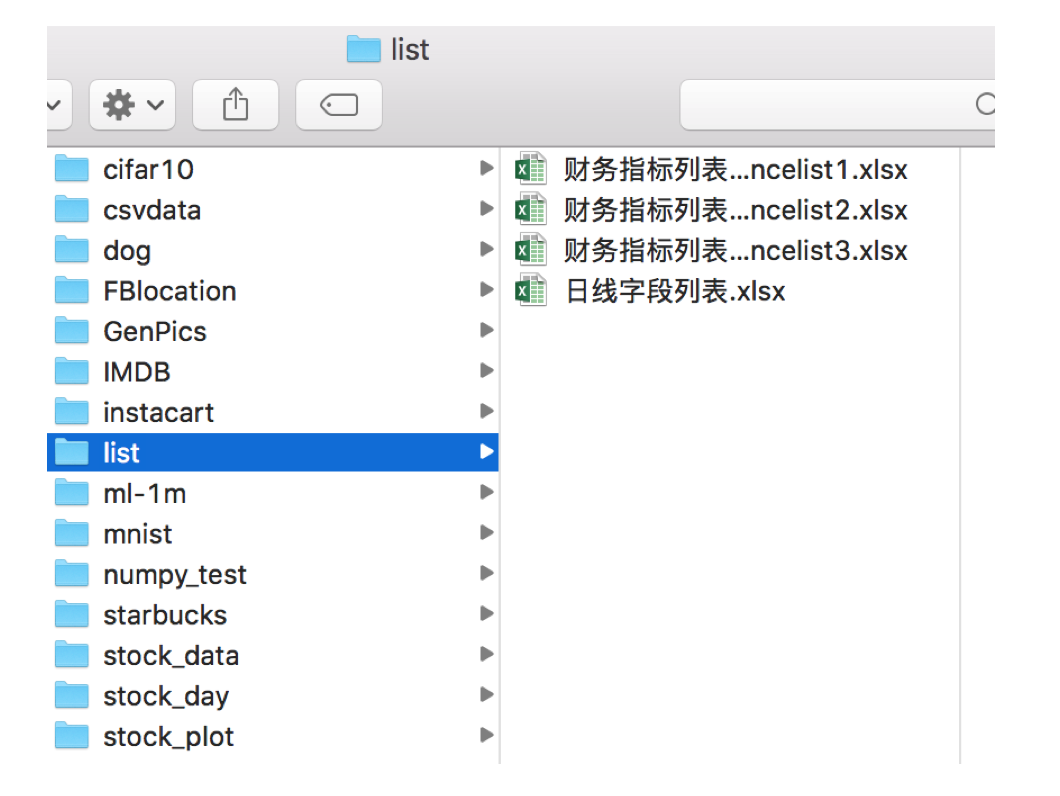 list
cifar10
csvdata
dog
FBlocation
GenPics
IMDB
instacart
list
ml-1m
mnist
numpy_test
starbucks
stock_data
stock_day
stock_plot
财务指标列表...ncelist1.xlsx
财务指标列表...ncelist2.xlsx
财务指标列表...ncelist3.xlsx
日线字段列表.xlsx